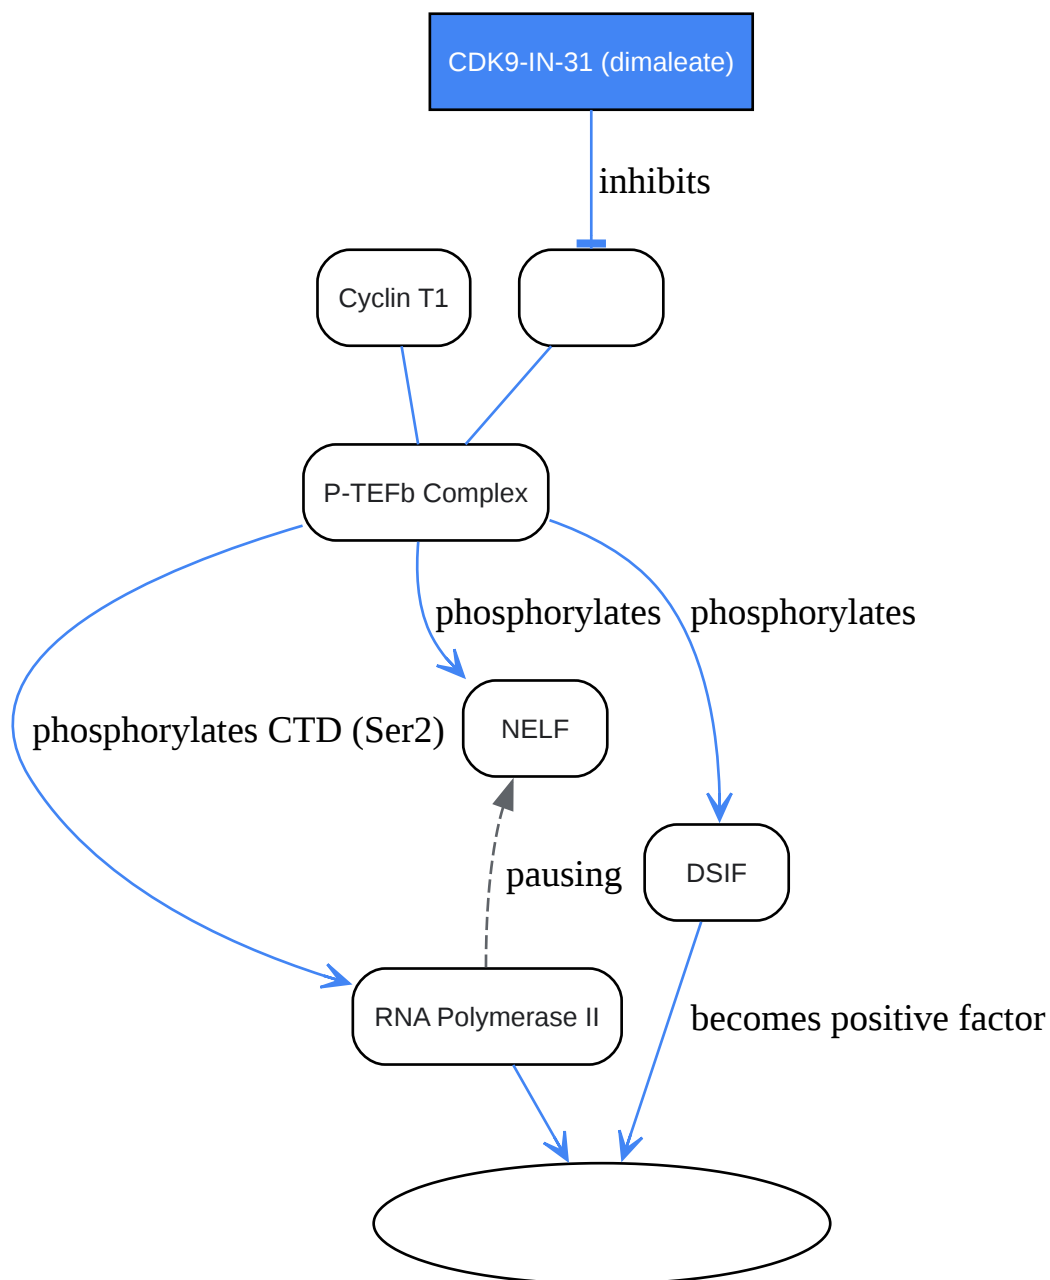 CDK9-IN-31 (dimaleate)
inhibits
Cyclin T1
P-TEFb Complex
phosphorylates
phosphorylates
phosphorylates CTD (Ser2)
NELF
pausing
DSIF
RNA Polymerase II
becomes positive factor